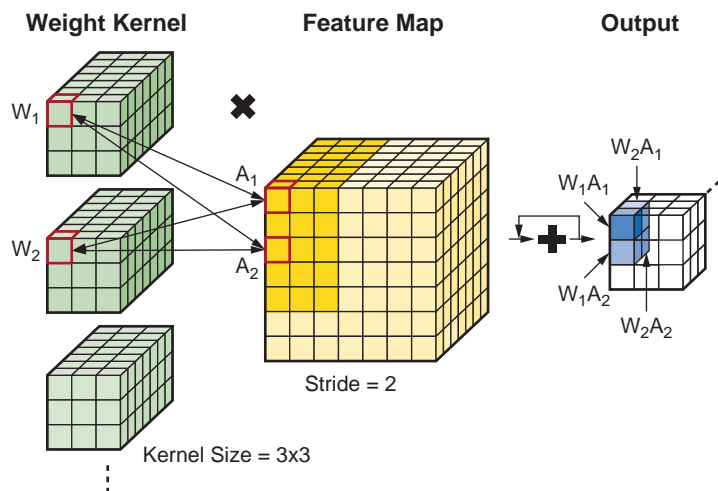 Weight Kernel
Feature Map
Output
W1
A1
W2A1
W1A1
W2
A2
W1A2
W2A2
Stride = 2
Kernel Size = 3x3